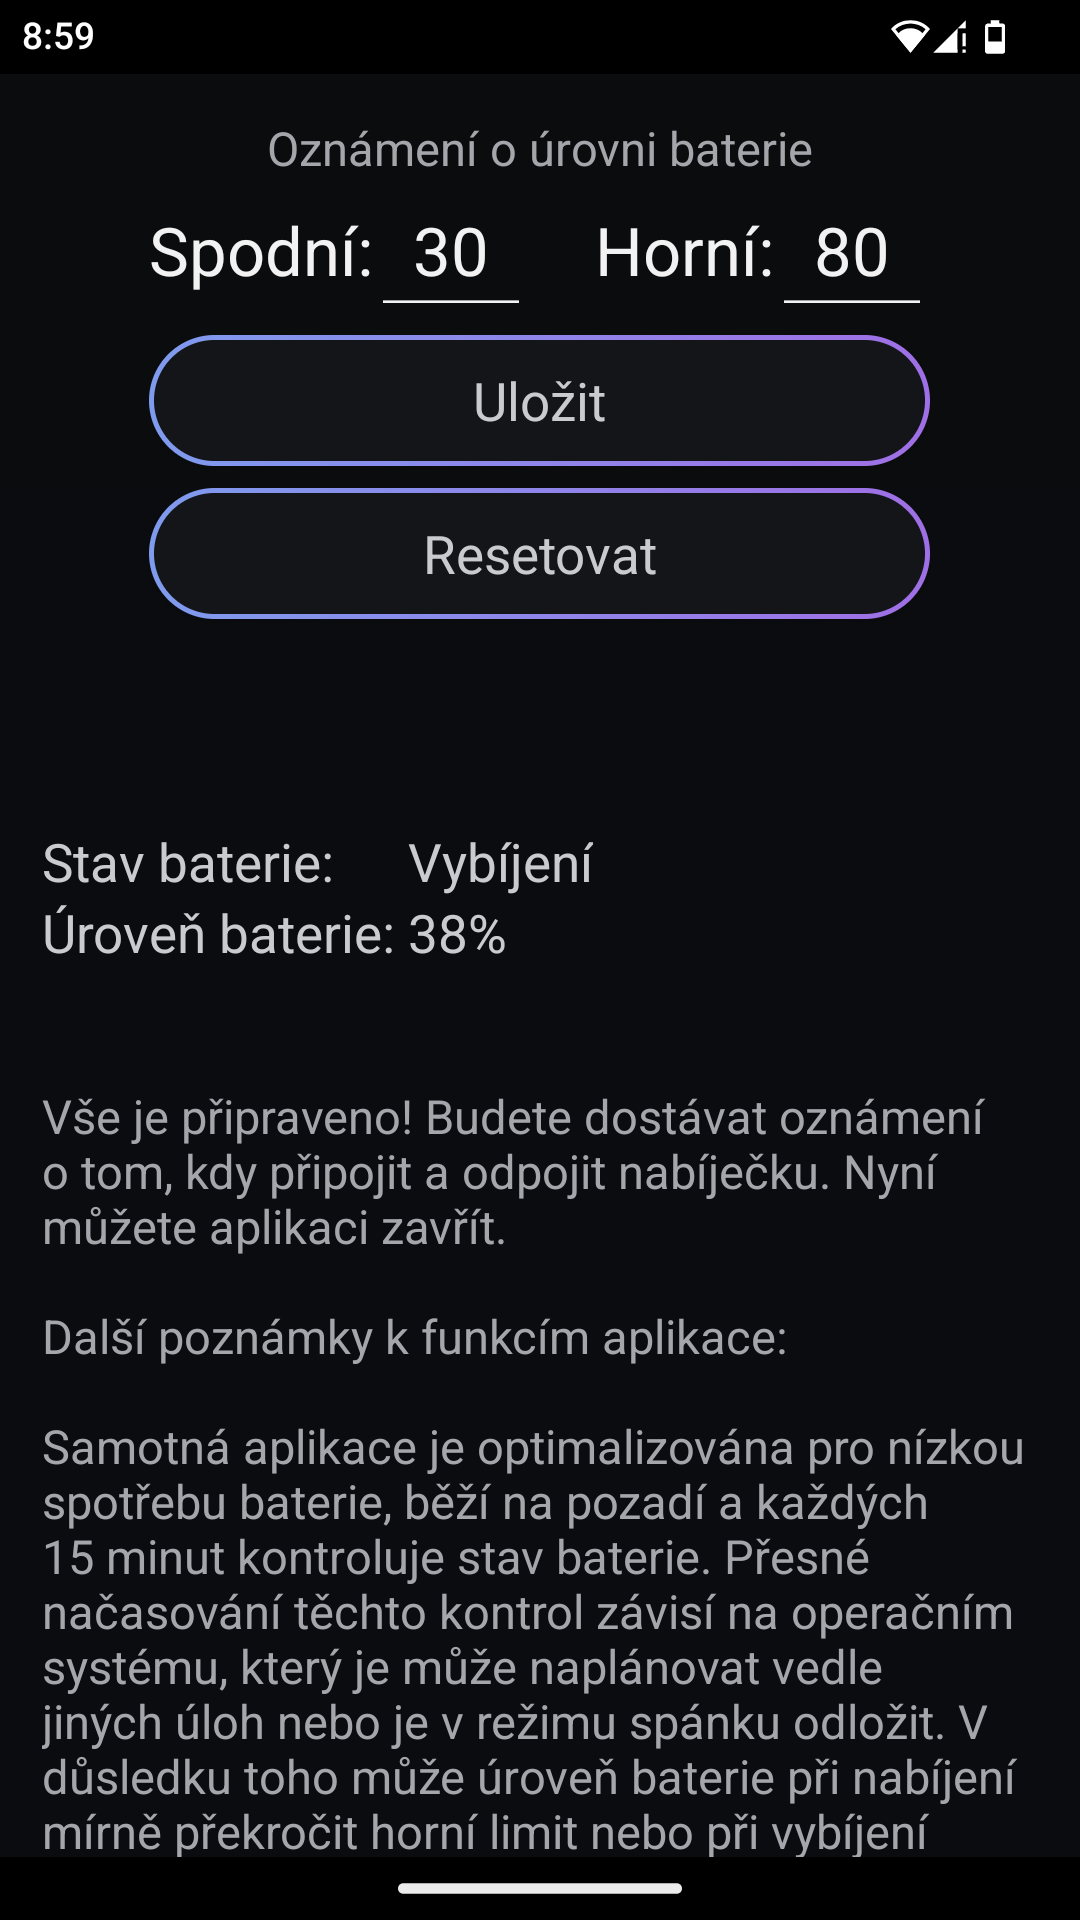 8:59
Oznámení o úrovni baterie
Spodní: 30 Horní: 80
Uložit
Resetovat
Stav baterie: Vybíjení
Úroveň baterie: 38%
Vše je připraveno! Budete dostávat oznámení
o tom, kdy připojit a odpojit nabíječku. Nyní
můžete aplikaci zavřít.
Další poznámky k funkcím aplikace:
Samotná aplikace je optimalizována pro nízkou
spotřebu baterie, běží na pozadí a každých
15 minut kontroluje stav baterie. Přesné
načasování těchto kontrol závisí na operačním
systému, který je může naplánovat vedle
jiných úloh nebo je v režimu spánku odložit. V
důsledku toho může úroveň baterie při nabíjení
mírně překročit horní limit nebo při vybíjení